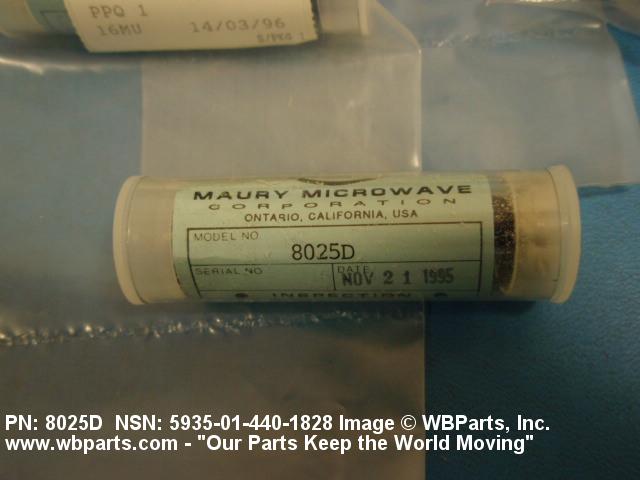 PPQ 1
16MU 14/03/96
S/PKG 1
MAURY MICROWAVE
CORPORATION
ONTARIO, CALIFORNIA, USA
MODEL NO.
8025D
SERIAL NO. DATE NOV 21 1995
INSPECTION
PN: 8025D NSN: 5935-01-440-1828 Image © WBParts, Inc.
www.wbparts.com - "Our Parts Keep the World Moving"